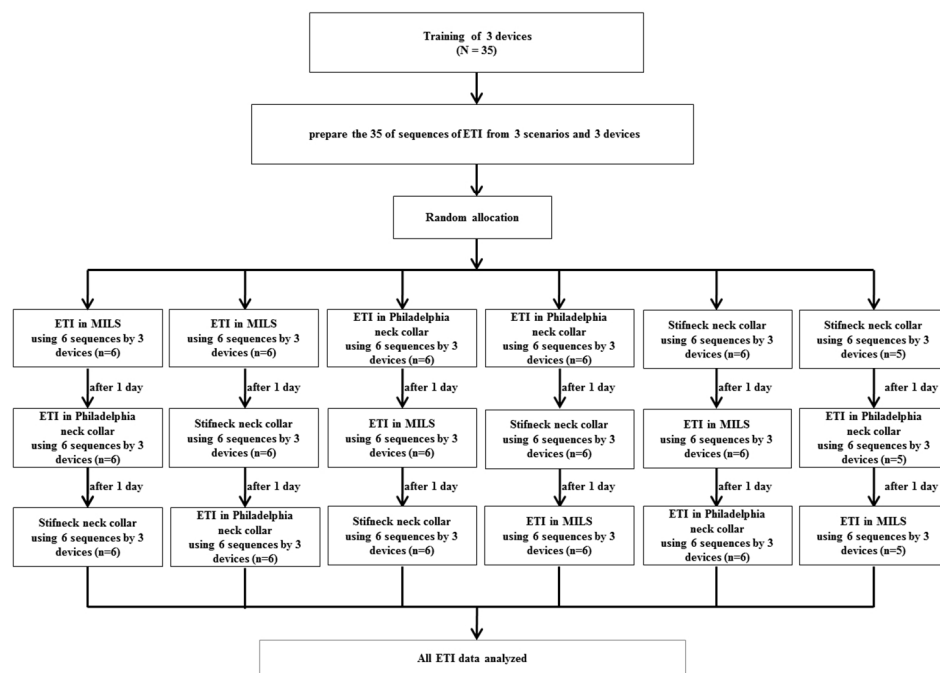 Training of 3 devices
(N = 35)
prepare the 35 of sequences of ETI from 3 scenarios and 3 devices
Random allocation
ETI in MILS
using 6 sequences by 3
devices (n=6)
ETI in MILS
using 6 sequences by 3
devices (n=6)
ETI in Philadelphia
neck collar
using 6 sequences by 3
devices (n=6)
ETI in Philadelphia
neck collar
using 6 sequences by 3
devices (n=6)
Stifneck neck collar
using 6 sequences by 3
devices (n=6)
Stifneck neck collar
using 6 sequences by 3
devices (n=5)
after 1 day
after 1 day
after 1 day
after 1 day
after 1 day
after 1 day
ETI in Philadelphia
neck collar
using 6 sequences by 3
devices (n=6)
Stifneck neck collar
using 6 sequences by 3
devices (n=6)
ETI in MILS
using 6 sequences by 3
devices (n=6)
Stifneck neck collar
using 6 sequences by 3
devices (n=6)
ETI in MILS
using 6 sequences by 3
devices (n=6)
ETI in Philadelphia
neck collar
using 6 sequences by 3
devices (n=5)
after 1 day
after 1 day
after 1 day
after 1 day
after 1 day
after 1 day
Stifneck neck collar
using 6 sequences by 3
devices (n=6)
ETI in Philadelphia
neck collar
using 6 sequences by 3
devices (n=6)
Stifneck neck collar
using 6 sequences by 3
devices (n=6)
ETI in MILS
using 6 sequences by 3
devices (n=6)
ETI in Philadelphia
neck collar
using 6 sequences by 3
devices (n=6)
ETI in MILS
using 6 sequences by 3
devices (n=5)
All ETI data analyzed